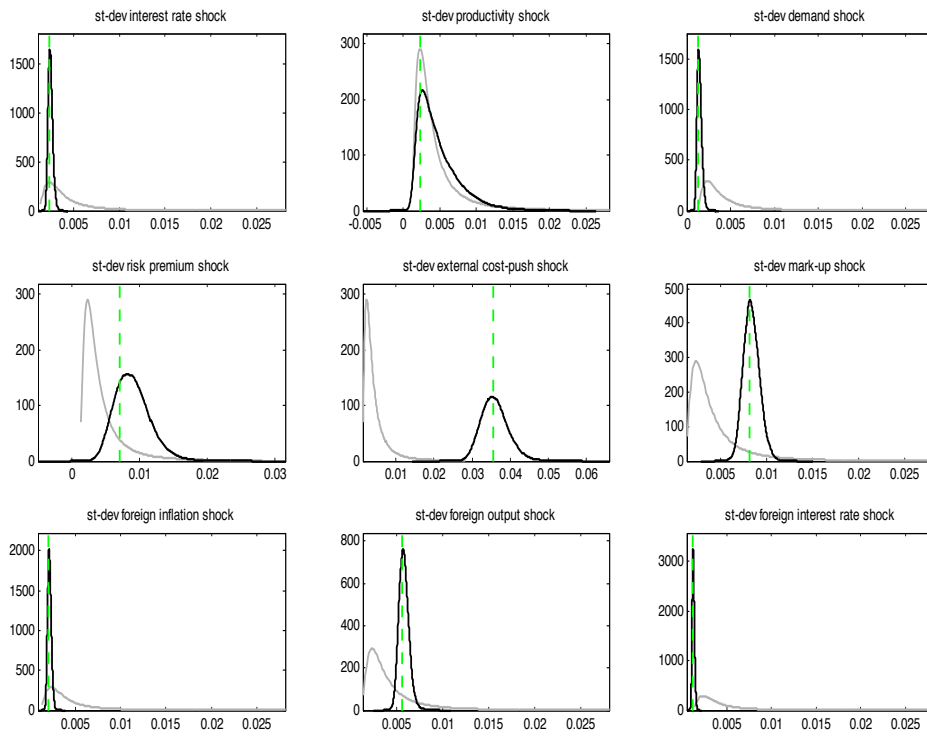 st-dev interest rate shock
1500
1000
500
0
0.005 0.01 0.015 0.02 0.025
st-dev productivity shock
300
200
100
0
-0.005 0 0.005 0.01 0.015 0.02 0.025
st-dev demand shock
1500
1000
500
0
0 0.005 0.01 0.015 0.02 0.025
st-dev risk premium shock
300
200
100
0
0 0.01 0.02 0.03
st-dev external cost-push shock
300
200
100
0
0.01 0.02 0.03 0.04 0.05 0.06
st-dev mark-up shock
500
400
300
200
100
0
0.005 0.01 0.015 0.02 0.025
st-dev foreign inflation shock
2000
1500
1000
500
0
0.005 0.01 0.015 0.02 0.025
st-dev foreign output shock
800
600
400
200
0
0.005 0.01 0.015 0.02 0.025
st-dev foreign interest rate shock
3000
2000
1000
0
0.005 0.01 0.015 0.02 0.025